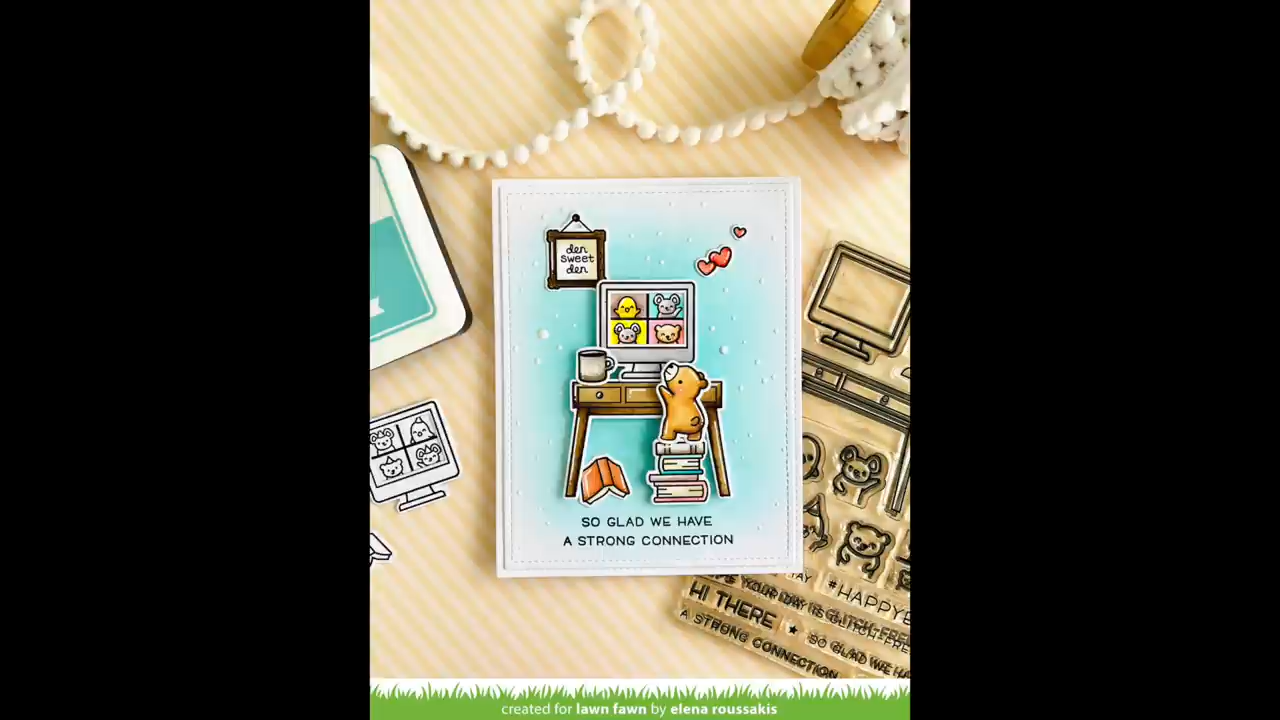 den
sweet
den
SO GLAD WE HAVE
A STRONG CONNECTION
#HAPPYB
HI THERE
A STRONG CONNECTION
SO GLAD WE HA
created for lawn fawn by elena roussakis